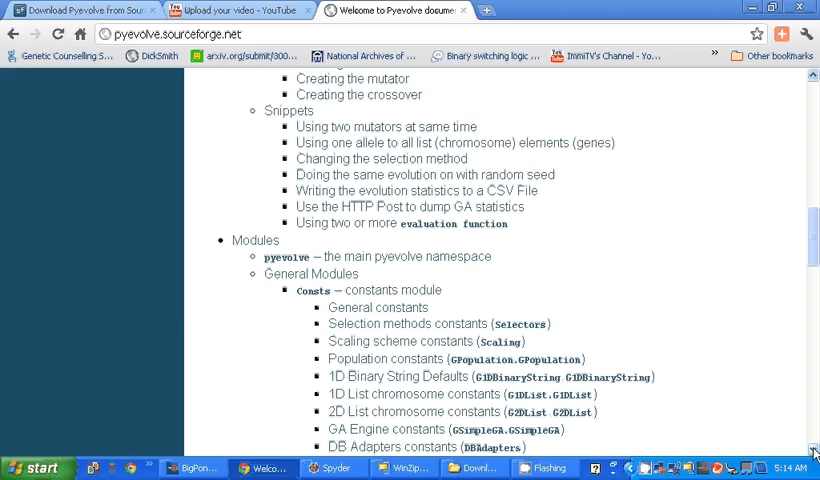 Download Pyevolve from Sour
Upload your video - YouTube
Welcome to Pyevolve docume
pyevolve.sourceforge.net
Genetic Counselling S...
DickSmith
arxiv.org/submit/300...
National Archives of ...
Binary switching logic ...
ImmiTV's Channel - Yo...
»
Other bookmarks
Creating the mutator
Creating the crossover
Snippets
Using two mutators at same time
Using one allele to all list (chromosome) elements (genes)
Changing the selection method
Doing the same evolution on with random seed
Writing the evolution statistics to a CSV File
Use the HTTP Post to dump GA statistics
Using two or more evaluation function
Modules
pyevolve – the main pyevolve namespace
General Modules
Consts – constants module
General constants
Selection methods constants (Selectors)
Scaling scheme constants (Scaling)
Population constants (GPopulation.GPopulation)
1D Binary String Defaults (G1DBinaryString.G1DBinaryString)
1D List chromosome constants (G1DList.G1DList)
2D List chromosome constants (G2DList.G2DList)
GA Engine constants (GSimpleGA.GSimpleGA)
DB Adapters constants (DBAdapters)
start
BigPon...
Welco...
Spyder
WinZip...
Downl...
Flashing
5:14 AM